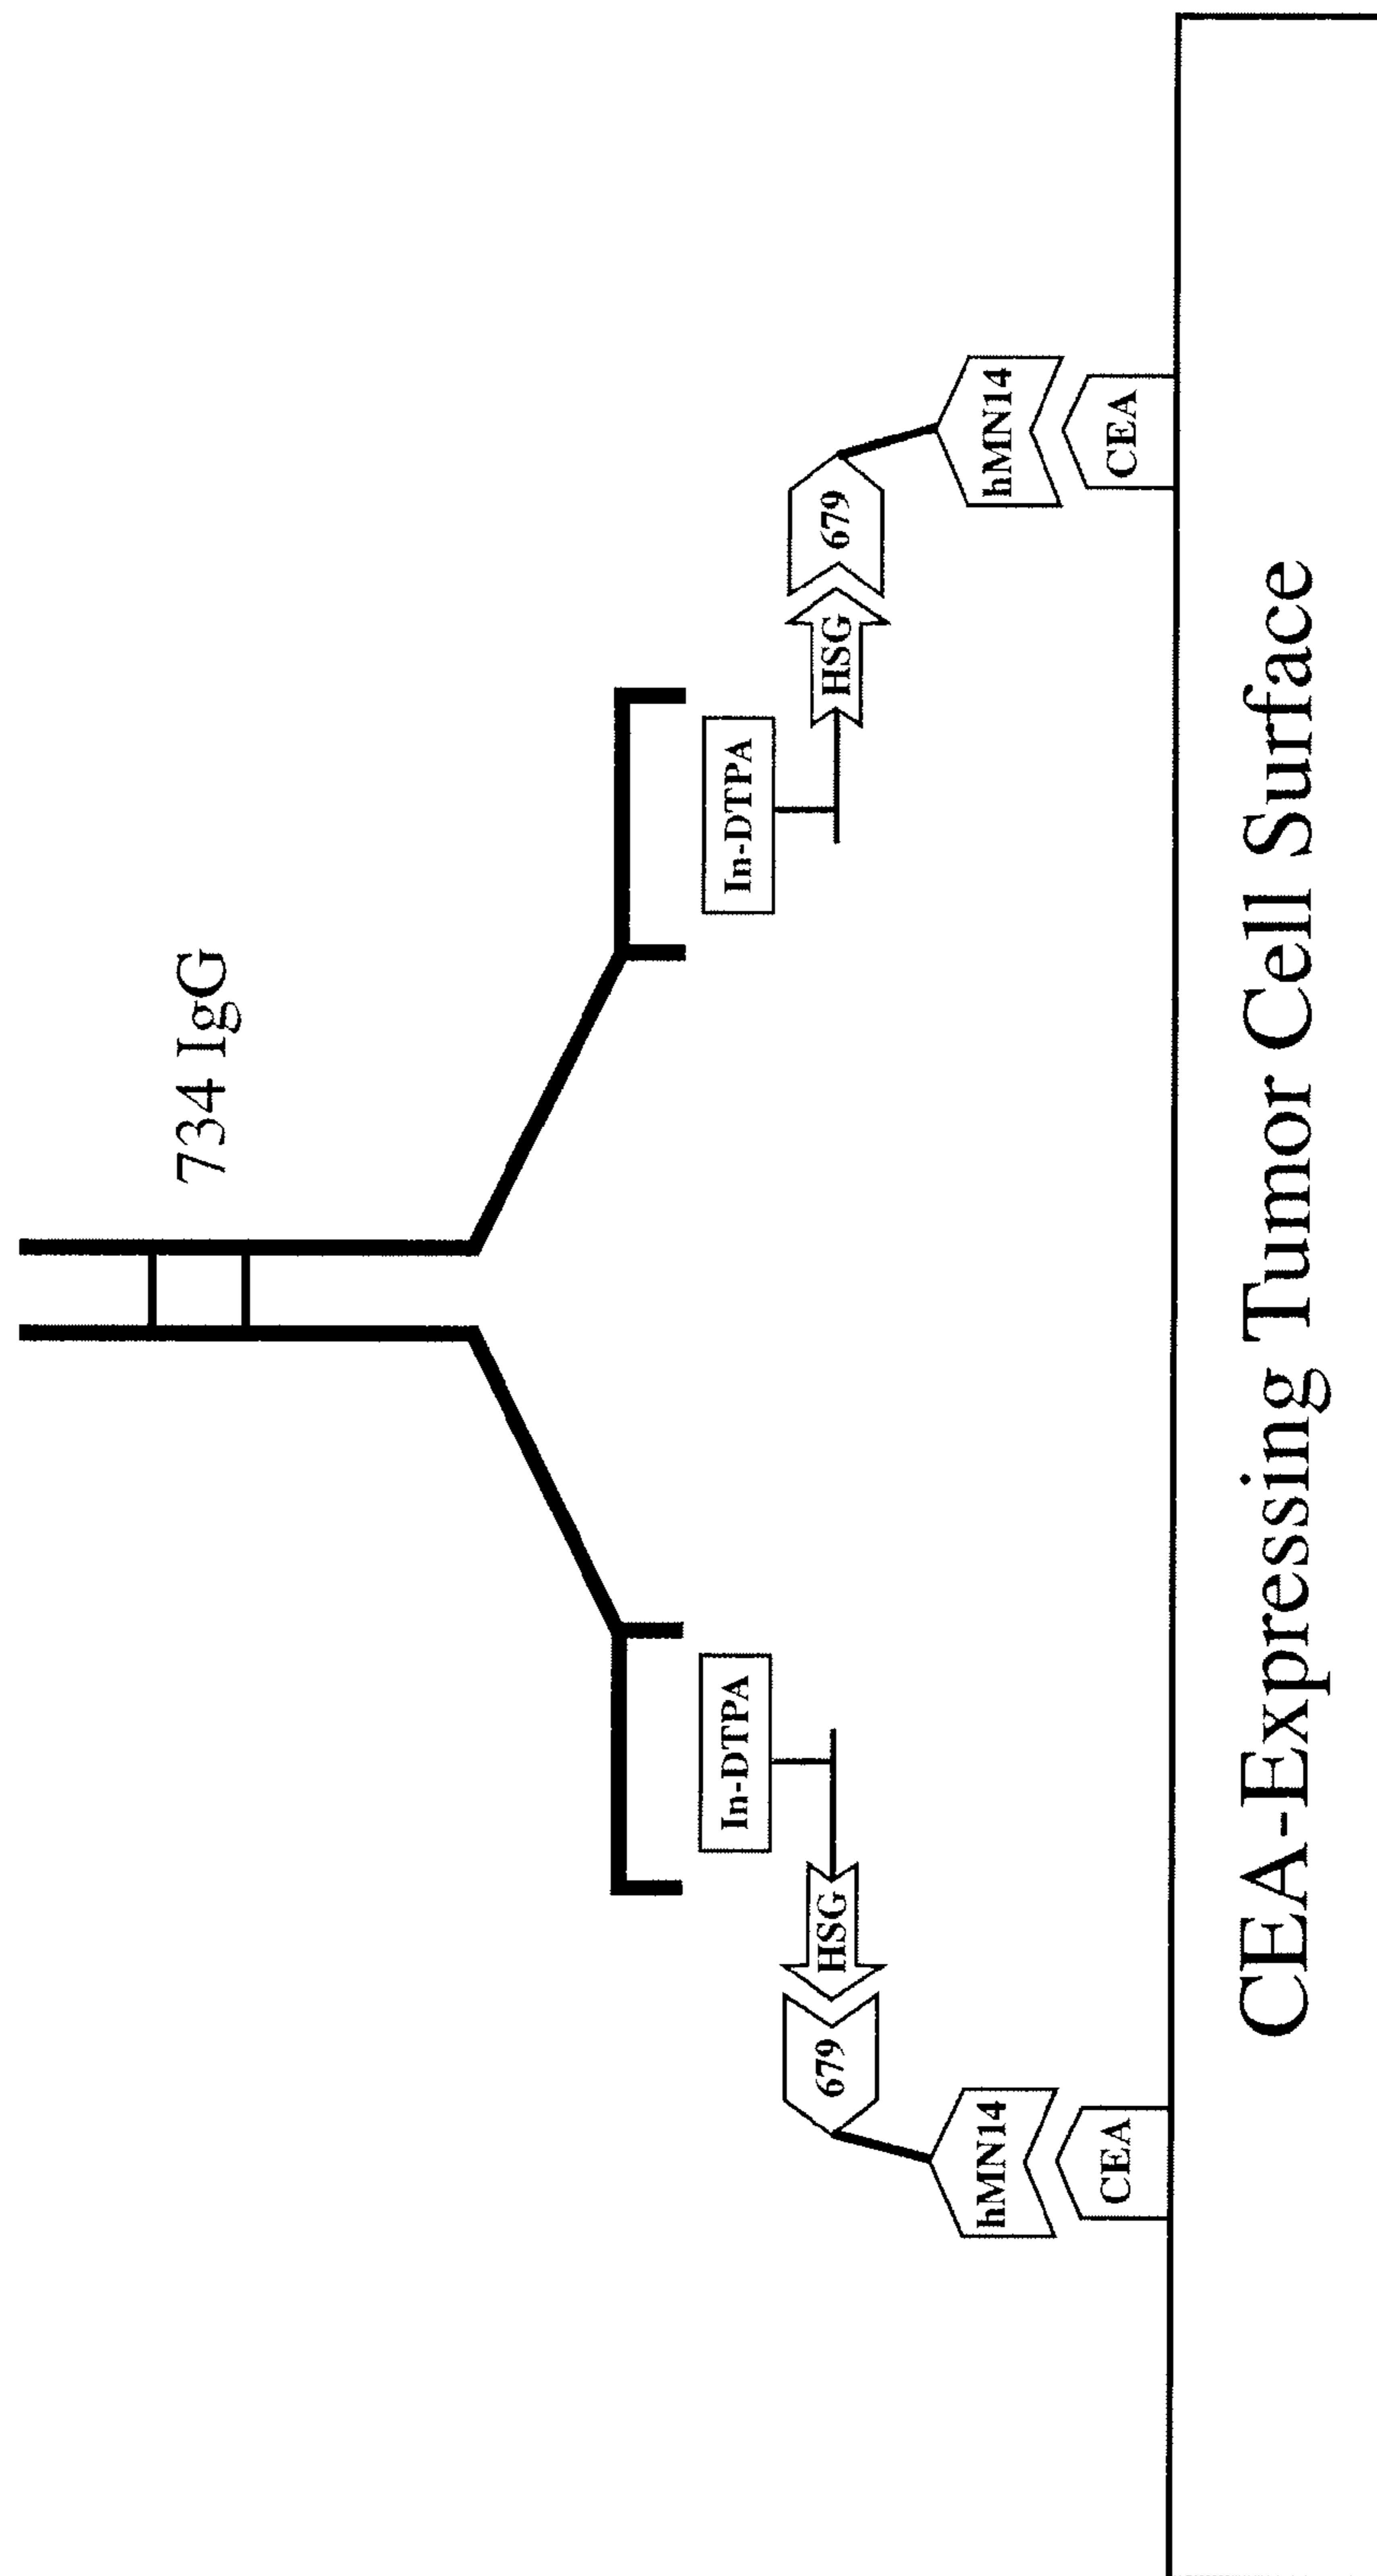 734 IgG
In-DTPA
In-DTPA
HSG
HSG
679
679
hMN14
hMN14
CEA
CEA
CEA-Expressing Tumor Cell Surface